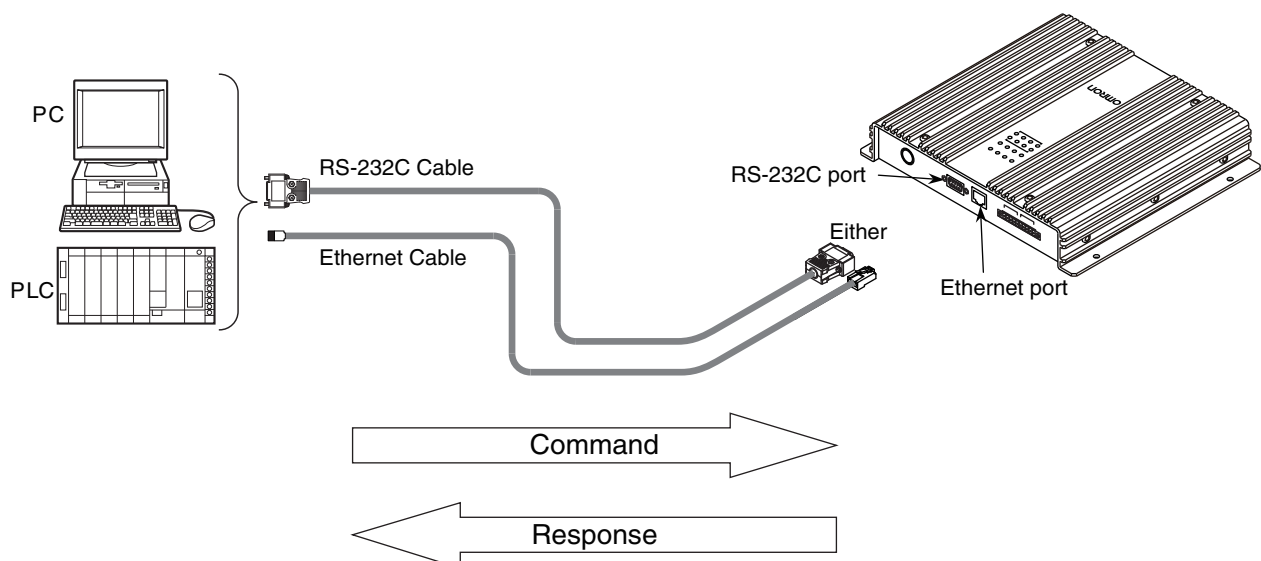 PC
PLC
RS-232C Cable
Ethernet Cable
Either
OMRON
RS-232C port
Ethernet port
Command
Response